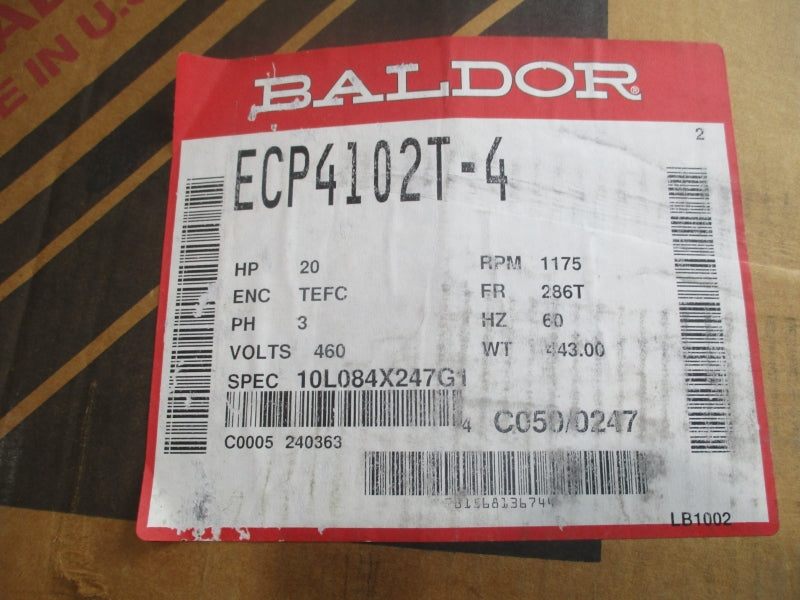 E IN U.S.
BALDOR®
2
ECP4102T-4
HP 20 RPM 1175
ENC TEFC FR 286T
PH 3 HZ 60
VOLTS 460 WT 443.00
SPEC 10L084X247G1
4 C050/0247
C0005 240363
LB1002